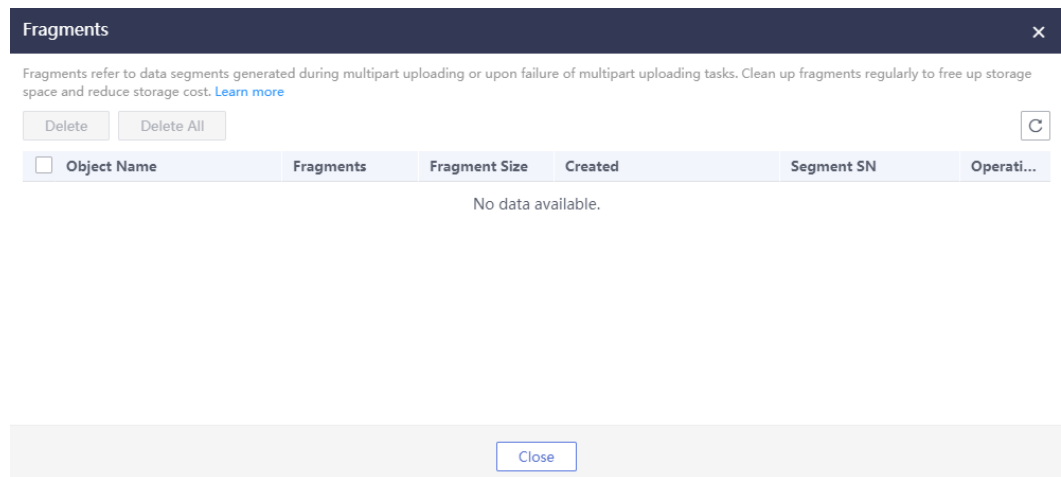 Fragments
Fragments refer to data segments generated during multipart uploading or upon failure of multipart uploading tasks. Clean up fragments regularly to free up storage
space and reduce storage cost. Learn more
Delete Delete All
Object Name Fragments Fragment Size Created Segment SN Operati...
No data available.
Close